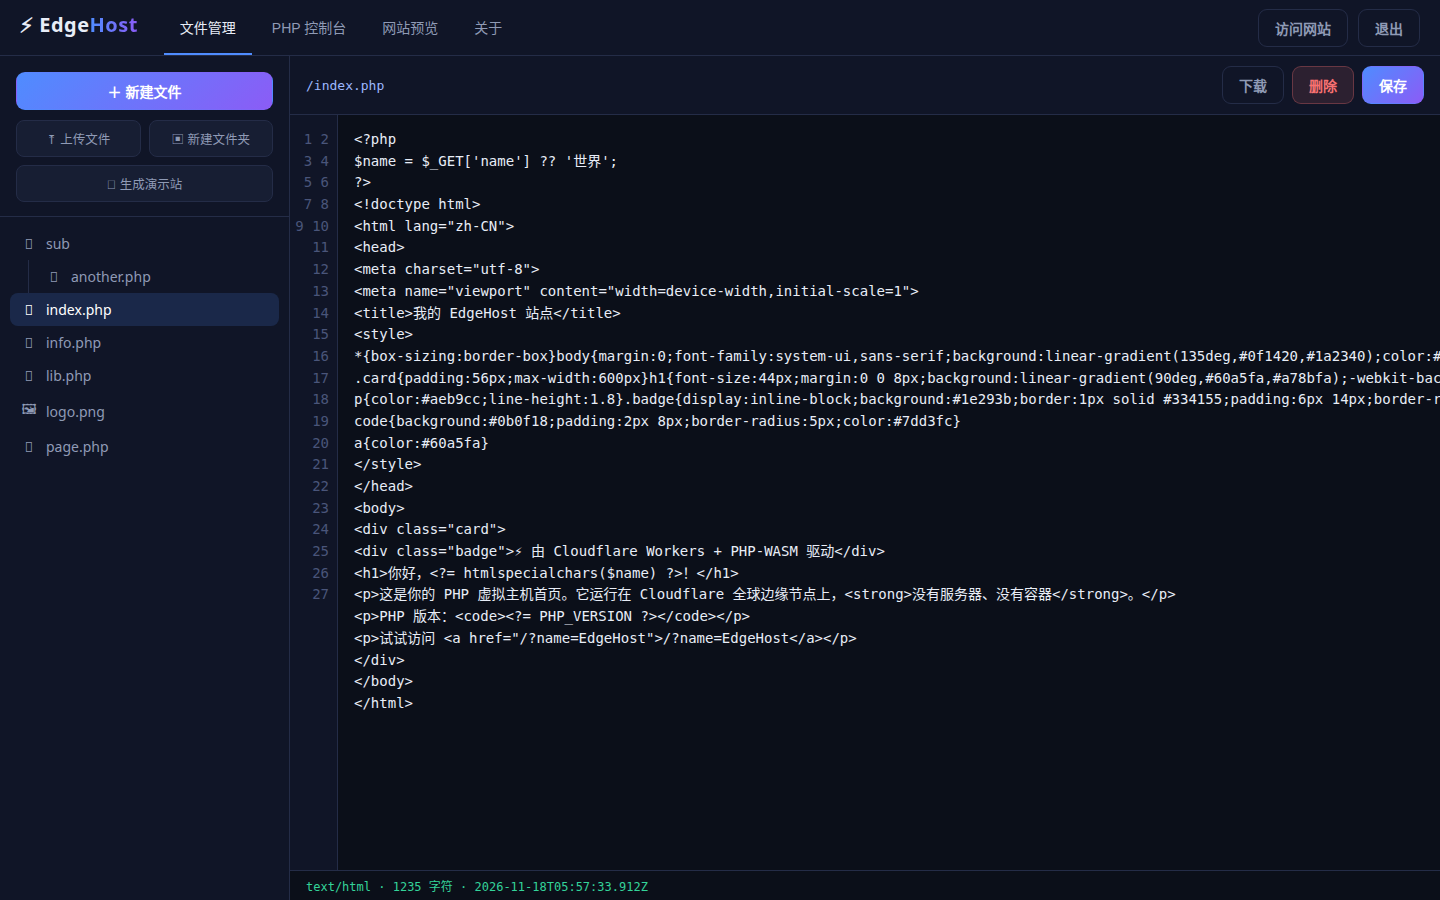 ⚡ EdgeHost
文件管理
PHP 控制台
网站预览
关于
访问网站
退出
＋ 新建文件
⤒ 上传文件
▣ 新建文件夹
生成演示站
sub
another.php
index.php
info.php
lib.php
logo.png
page.php
/index.php
下载
删除
保存
1 2
3 4
5 6
7 8
9 10
11
12
13
14
15
16
17
18
19
20
21
22
23
24
25
26
27
<?php
$name = $_GET['name'] ?? '世界';
?>
<!doctype html>
<html lang="zh-CN">
<head>
<meta charset="utf-8">
<meta name="viewport" content="width=device-width,initial-scale=1">
<title>我的 EdgeHost 站点</title>
<style>
*{box-sizing:border-box}body{margin:0;font-family:system-ui,sans-serif;background:linear-gradient(135deg,#0f1420,#1a2340);color:#
.card{padding:56px;max-width:600px}h1{font-size:44px;margin:0 0 8px;background:linear-gradient(90deg,#60a5fa,#a78bfa);-webkit-bac
p{color:#aeb9cc;line-height:1.8}.badge{display:inline-block;background:#1e293b;border:1px solid #334155;padding:6px 14px;border-r
code{background:#0b0f18;padding:2px 8px;border-radius:5px;color:#7dd3fc}
a{color:#60a5fa}
</style>
</head>
<body>
<div class="card">
<div class="badge">⚡ 由 Cloudflare Workers + PHP-WASM 驱动</div>
<h1>你好，<?= htmlspecialchars($name) ?>！</h1>
<p>这是你的 PHP 虚拟主机首页。它运行在 Cloudflare 全球边缘节点上，<strong>没有服务器、没有容器</strong>。</p>
<p>PHP 版本：<code><?= PHP_VERSION ?></code></p>
<p>试试访问 <a href="/?name=EdgeHost">/?name=EdgeHost</a></p>
</div>
</body>
</html>
text/html · 1235 字符 · 2026-11-18T05:57:33.912Z